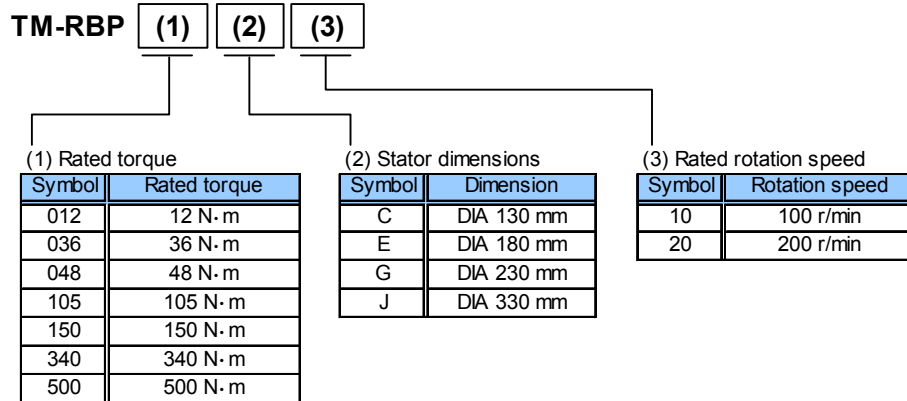 TM-RBP (1) (2) (3)
(1) Rated torque
Symbol Rated torque
012 12 N·m
036 36 N·m
048 48 N·m
105 105 N·m
150 150 N·m
340 340 N·m
500 500 N·m
(2) Stator dimensions
Symbol Dimension
C DIA 130 mm
E DIA 180 mm
G DIA 230 mm
J DIA 330 mm
(3) Rated rotation speed
Symbol Rotation speed
10 100 r/min
20 200 r/min